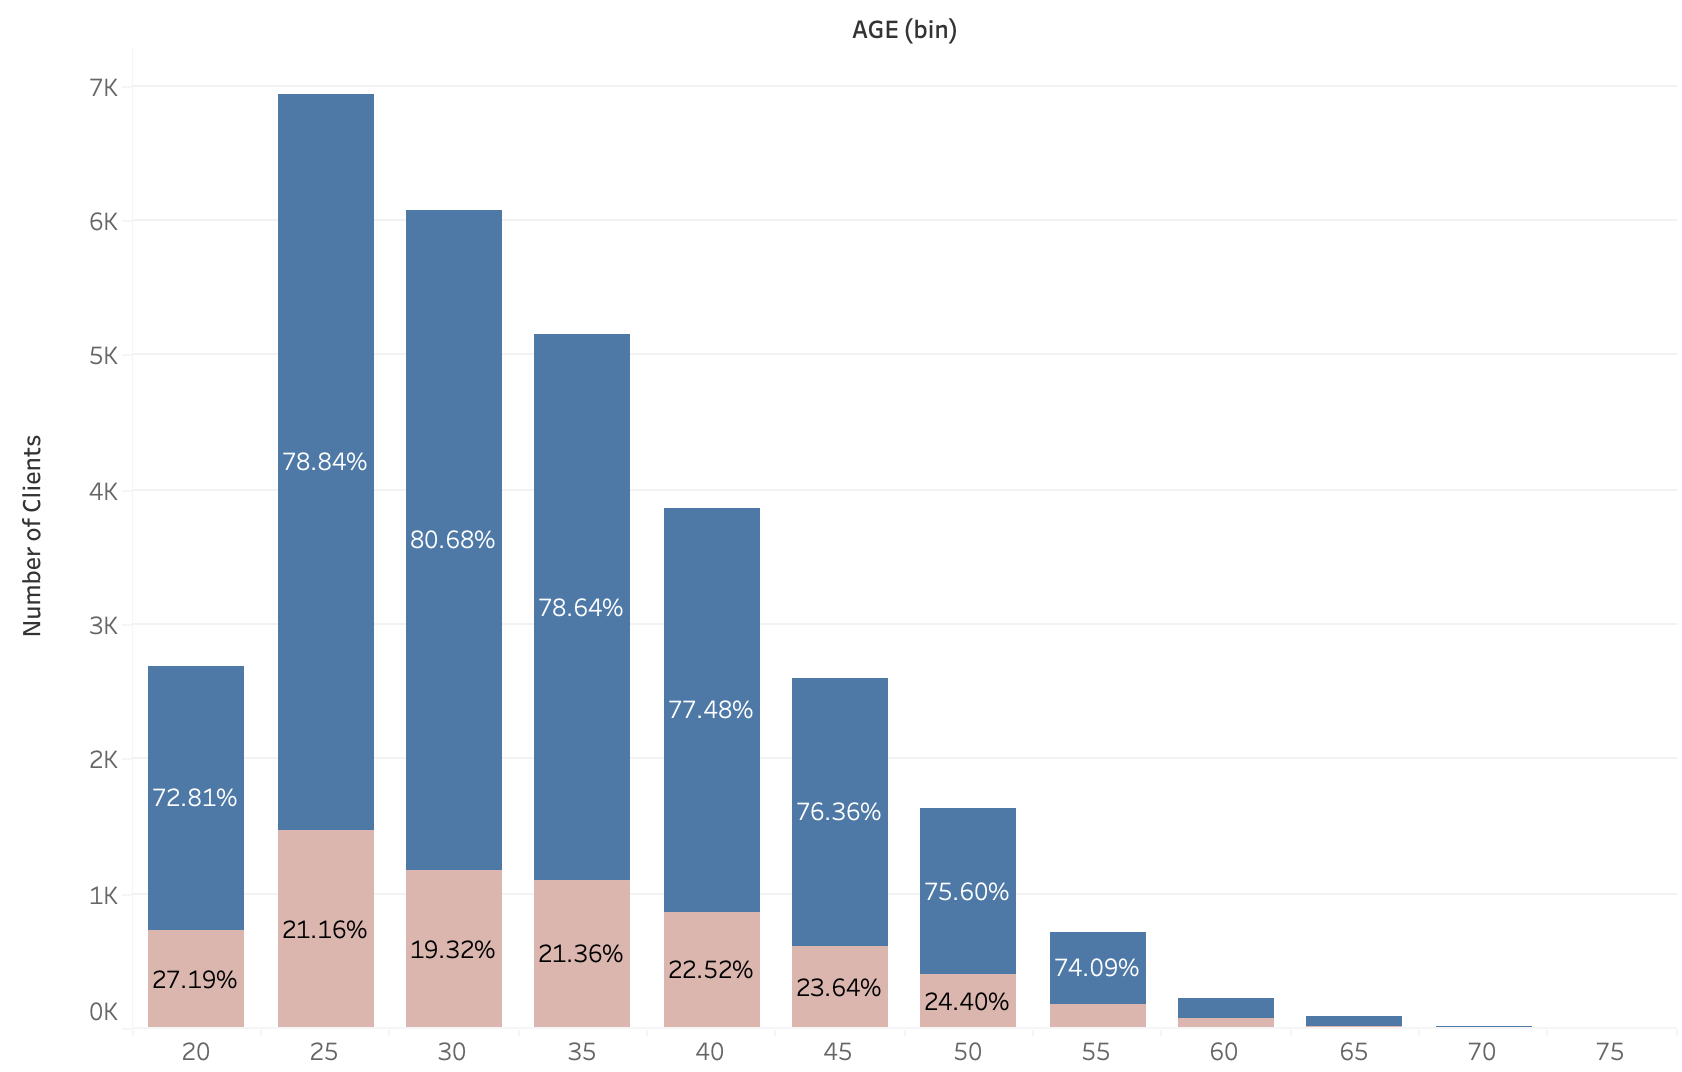 AGE (bin)
Number of Clients
7K
6K
5K
4K
3K
2K
1K
0K
78.84%
80.68%
78.64%
77.48%
72.81%
76.36%
75.60%
74.09%
21.16%
19.32%
21.36%
22.52%
27.19%
23.64%
24.40%
20 25 30 35 40 45 50 55 60 65 70 75